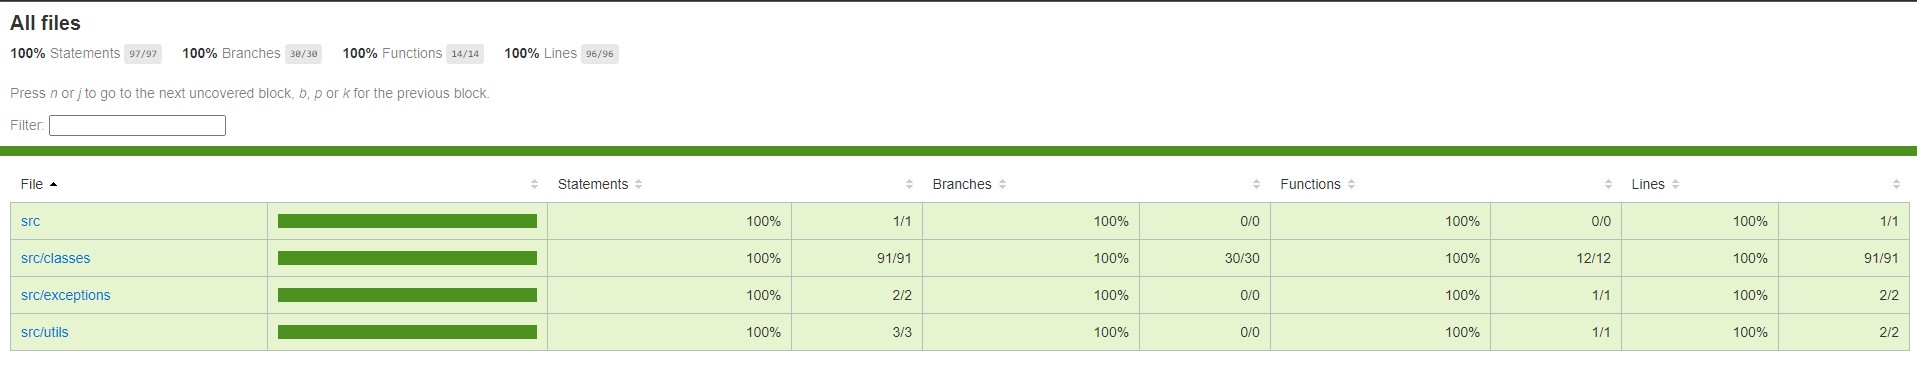 All files
100% Statements 97/97 100% Branches 30/30 100% Functions 14/14 100% Lines 96/96
Press n or j to go to the next uncovered block, b, p or k for the previous block.
Filter:
File Statements Branches Functions Lines
src 100% 1/1 100% 0/0 100% 0/0 100% 1/1
src/classes 100% 91/91 100% 30/30 100% 12/12 100% 91/91
src/exceptions 100% 2/2 100% 0/0 100% 1/1 100% 2/2
src/utils 100% 3/3 100% 0/0 100% 1/1 100% 2/2